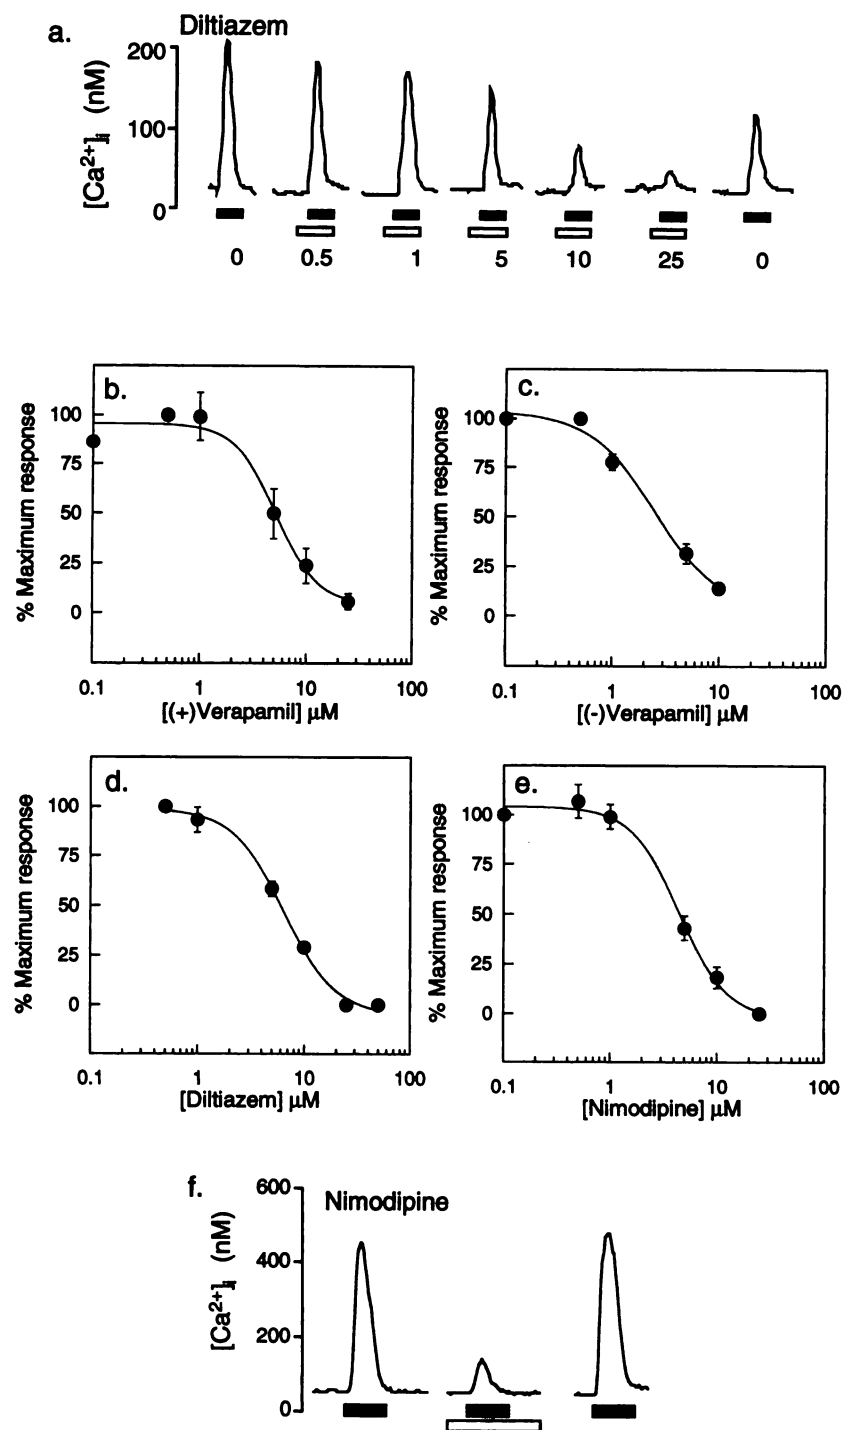 a.
Diltiazem
[Ca2+]i (nM)
200
100
0
0 0.5 1 5 10 25 0
b.
% Maximum response
100
75
50
25
0
0.1 1 10 100
[(+)Verapamil] μM
c.
% Maximum response
100
75
50
25
0
0.1 1 10 100
[(-)Verapamil] μM
d.
% Maximum response
100
75
50
25
0
0.1 1 10 100
[Diltiazem] μM
e.
% Maximum response
100
75
50
25
0
0.1 1 10 100
[Nimodipine] μM
f.
Nimodipine
[Ca2+]i (nM)
600
400
200
0